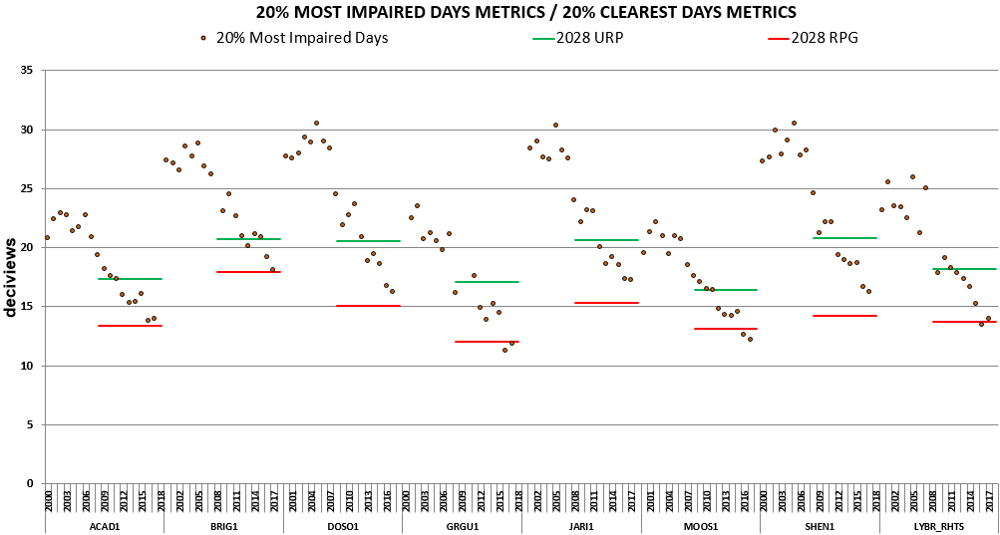 20% MOST IMPAIRED DAYS METRICS / 20% CLEAREST DAYS METRICS
20% Most Impaired Days 2028 URP 2028 RPG
35
30
25
20
15
10
5
0
deciviews
2000 2003 2006 2009 2012 2015 2018 2002 2005 2008 2011 2014 2017 2001 2004 2007 2010 2013 2016 2000 2003 2006 2009 2012 2015 2018 2002 2005 2008 2011 2014 2017 2001 2004 2007 2010 2013 2016 2000 2003 2006 2009 2012 2015 2018 2002 2005 2008 2011 2014 2017
ACAD1 BRIG1 DOSO1 GRGU1 JARI1 MOOS1 SHEN1 LYBR_RHTS